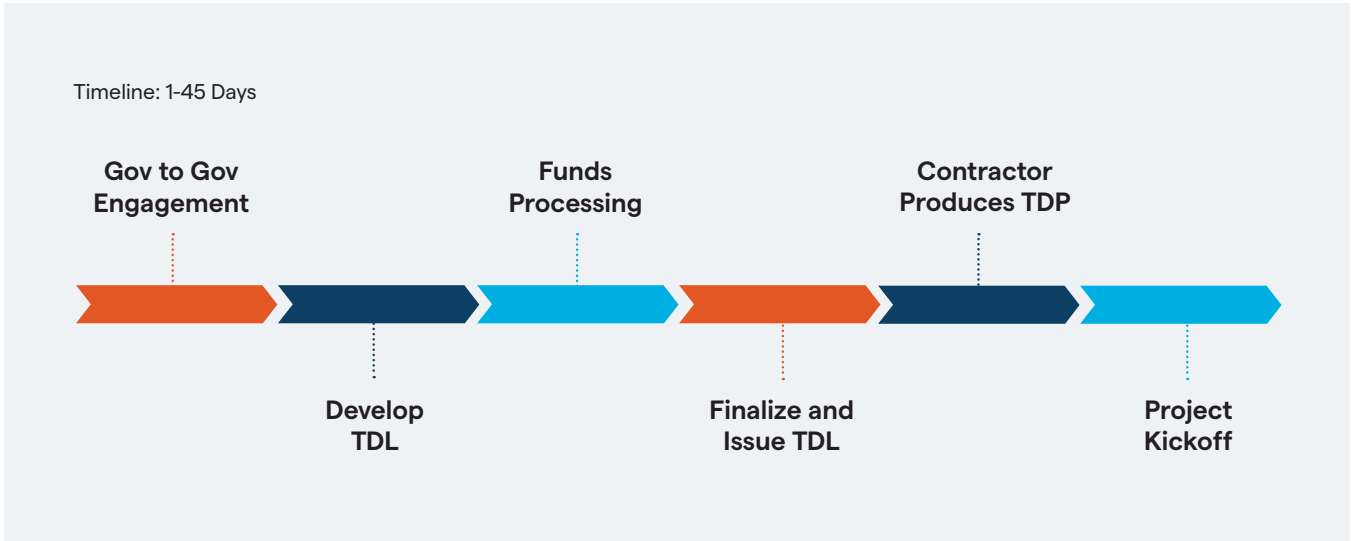 Timeline: 1-45 Days
Gov to Gov
Engagement
Develop
TDL
Funds
Processing
Finalize and
Issue TDL
Contractor
Produces TDP
Project
Kickoff